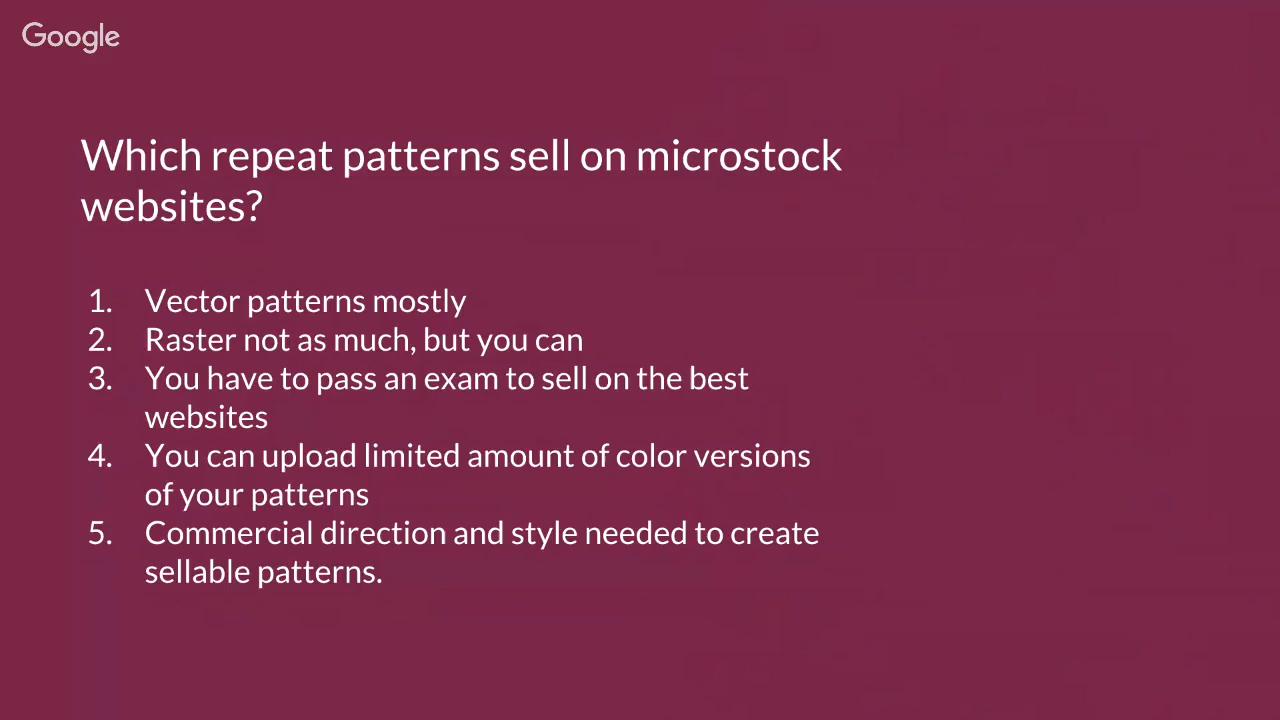 Google
Which repeat patterns sell on microstock
websites?
1. Vector patterns mostly
2. Raster not as much, but you can
3. You have to pass an exam to sell on the best
websites
4. You can upload limited amount of color versions
of your patterns
5. Commercial direction and style needed to create
sellable patterns.